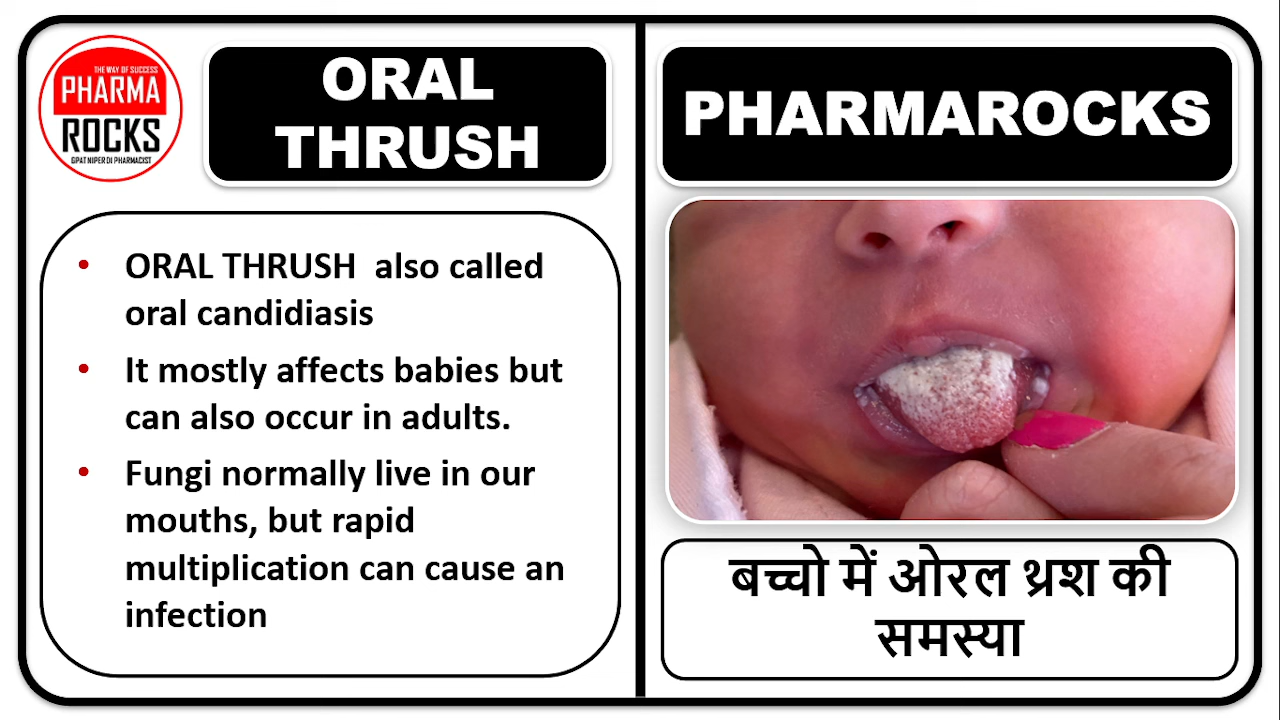 THE WAY OF SUCCESS
PHARMA
ROCKS
GPAT NIPER DI PHARMACIST
ORAL
THRUSH
• ORAL THRUSH also called
oral candidiasis
• It mostly affects babies but
can also occur in adults.
• Fungi normally live in our
mouths, but rapid
multiplication can cause an
infection
PHARMAROCKS
बच्चो में ओरल थ्रश की
समस्या